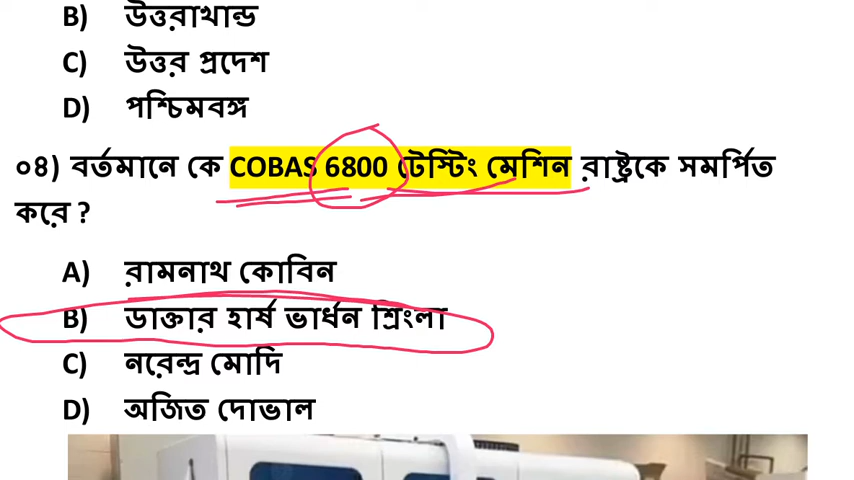 B) উত্তরাখান্ড
C) উত্তর প্রদেশ
D) পশ্চিমবঙ্গ
০৪) বর্তমানে কে COBAS 6800 টেস্টিং মেশিন রাষ্ট্রকে সমর্পিত
করে ?
A) রামনাথ কোবিন
B) ডাক্তার হার্ষ ভার্ধন শ্রিংলা
C) নরেন্দ্র মোদি
D) অজিত দোভাল